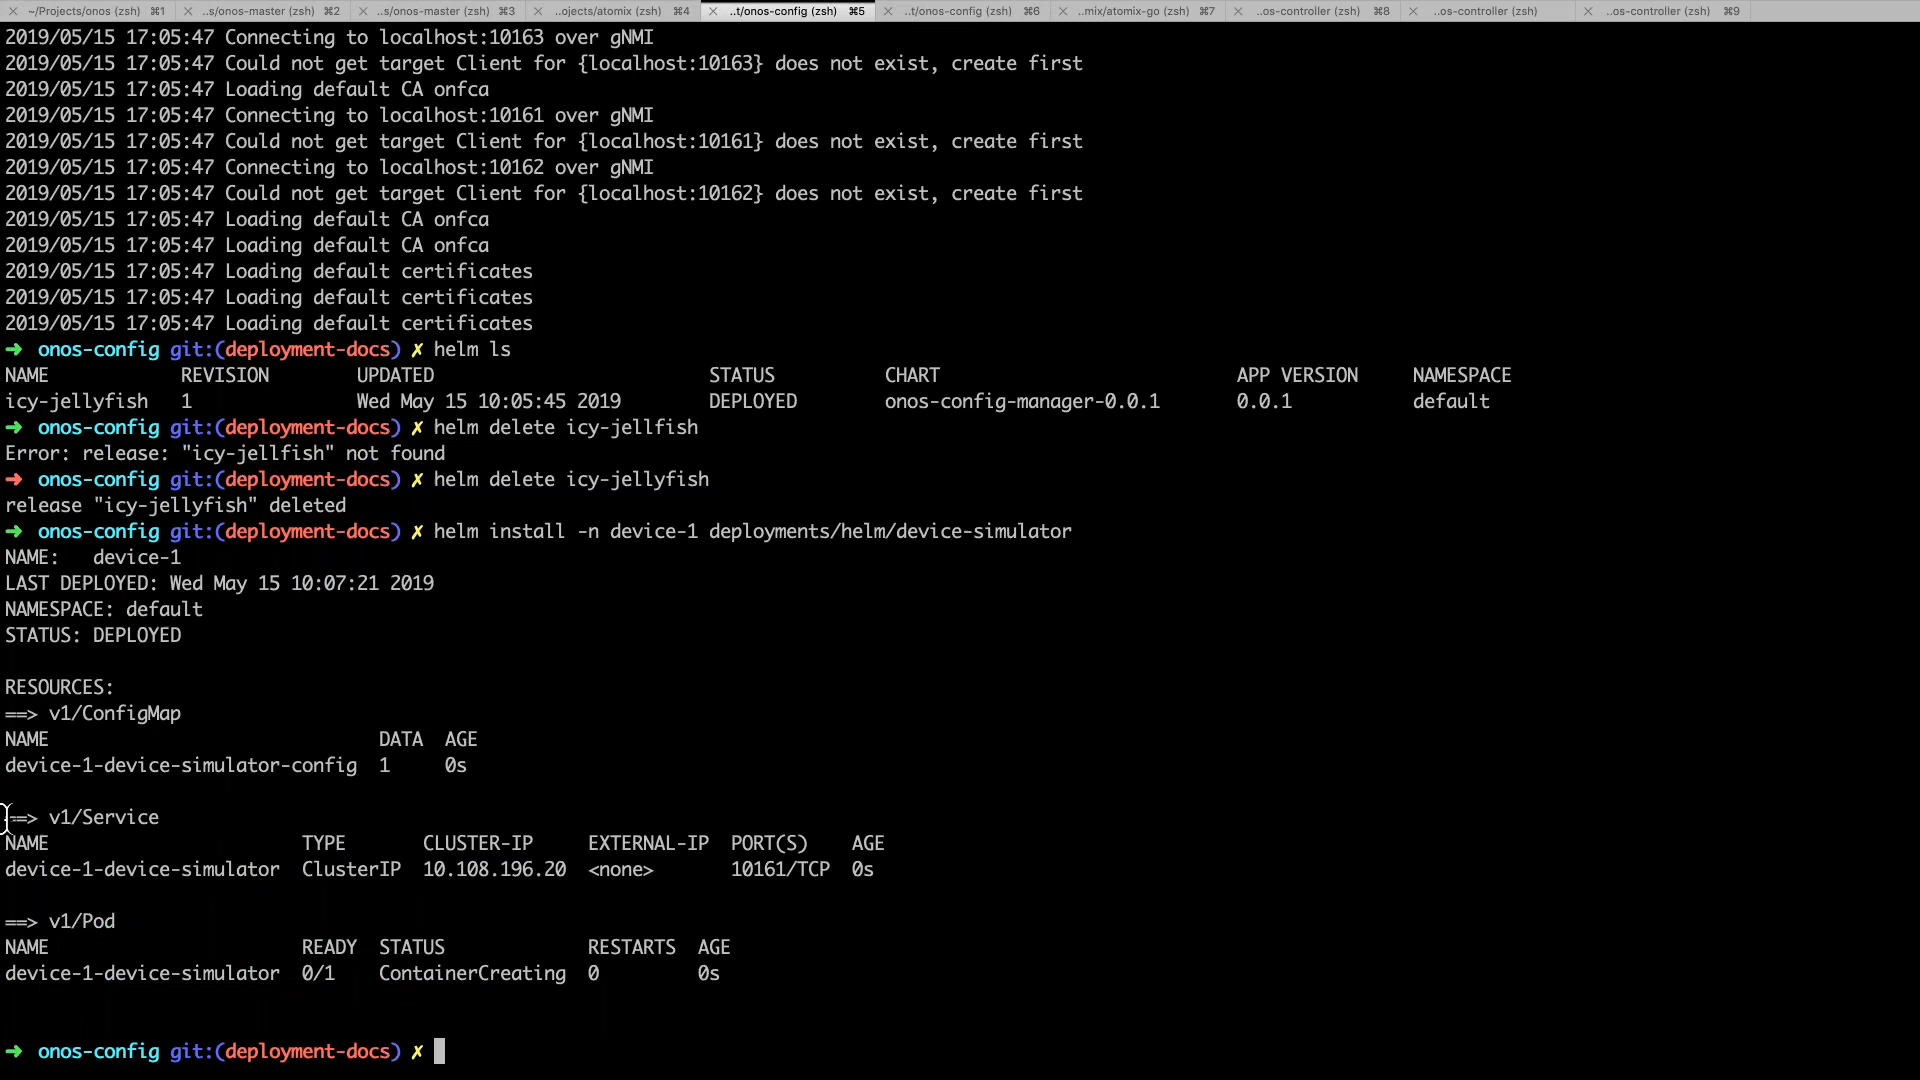 ~/Projects/onos (zsh) ⌘1 ..s/onos-master (zsh) ⌘2 ..s/onos-master (zsh) ⌘3 ..ojects/atomix (zsh) ⌘4 ..t/onos-config (zsh) ⌘5 ..t/onos-config (zsh) ⌘6 ..mix/atomix-go (zsh) ⌘7 ..os-controller (zsh) ⌘8 ..os-controller (zsh) ..os-controller (zsh) ⌘9
2019/05/15 17:05:47 Connecting to localhost:10163 over gNMI
2019/05/15 17:05:47 Could not get target Client for {localhost:10163} does not exist, create first
2019/05/15 17:05:47 Loading default CA onfca
2019/05/15 17:05:47 Connecting to localhost:10161 over gNMI
2019/05/15 17:05:47 Could not get target Client for {localhost:10161} does not exist, create first
2019/05/15 17:05:47 Connecting to localhost:10162 over gNMI
2019/05/15 17:05:47 Could not get target Client for {localhost:10162} does not exist, create first
2019/05/15 17:05:47 Loading default CA onfca
2019/05/15 17:05:47 Loading default CA onfca
2019/05/15 17:05:47 Loading default certificates
2019/05/15 17:05:47 Loading default certificates
2019/05/15 17:05:47 Loading default certificates
➜ onos-config git:(deployment-docs) ✗ helm ls
NAME REVISION UPDATED STATUS CHART APP VERSION NAMESPACE
icy-jellyfish 1 Wed May 15 10:05:45 2019 DEPLOYED onos-config-manager-0.0.1 0.0.1 default
➜ onos-config git:(deployment-docs) ✗ helm delete icy-jellfish
Error: release: "icy-jellfish" not found
➜ onos-config git:(deployment-docs) ✗ helm delete icy-jellyfish
release "icy-jellyfish" deleted
➜ onos-config git:(deployment-docs) ✗ helm install -n device-1 deployments/helm/device-simulator
NAME: device-1
LAST DEPLOYED: Wed May 15 10:07:21 2019
NAMESPACE: default
STATUS: DEPLOYED
RESOURCES:
==> v1/ConfigMap
NAME DATA AGE
device-1-device-simulator-config 1 0s
==> v1/Service
NAME TYPE CLUSTER-IP EXTERNAL-IP PORT(S) AGE
device-1-device-simulator ClusterIP 10.108.196.20 <none> 10161/TCP 0s
==> v1/Pod
NAME READY STATUS RESTARTS AGE
device-1-device-simulator 0/1 ContainerCreating 0 0s
➜ onos-config git:(deployment-docs) ✗